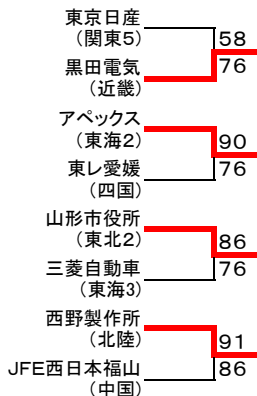 東京日産
（関東5） 58
黒田電気 76
（近畿）
アペックス
（東海2） 90
東レ愛媛 76
（四国）
山形市役所
（東北2） 86
三菱自動車 76
（東海3）
西野製作所
（北陸） 91
JFE西日本福山 86
（中国）